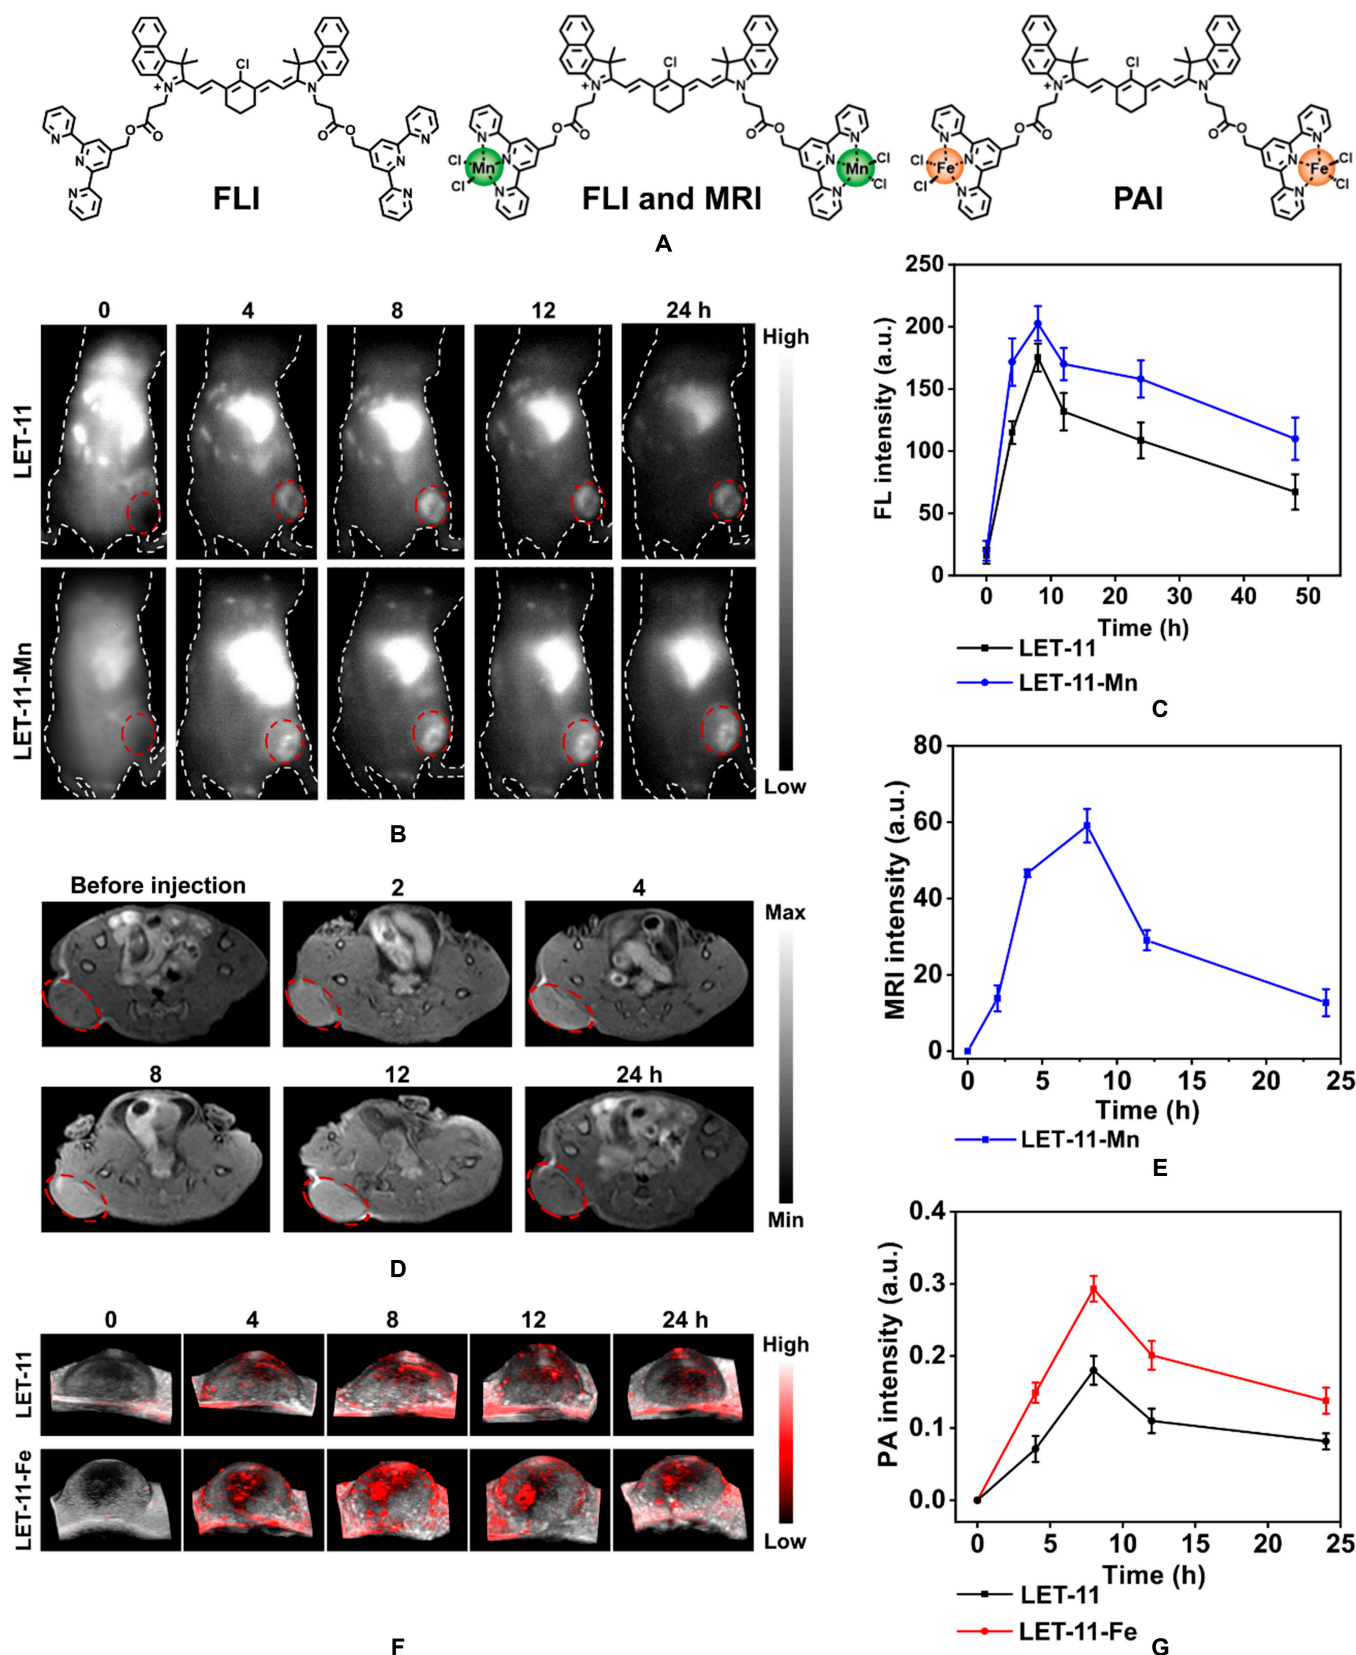 Cl Cl Cl
N+ N N+ N N+ N
O O O O O O O O O O O O
N N N N N N N N N N N N N N N N N N
Cl Mn Cl Mn Cl Cl
Cl Fe Cl Fe Cl Cl
FLI FLI and MRI PAI
A
0 4 8 12 24 h
High
LET-11
LET-11-Mn
Low
B
250
200
150
100
50
0
FL intensity (a.u.)
0 10 20 30 40 50
Time (h)
LET-11
LET-11-Mn
C
Before injection 2 4
Max
8 12 24 h
Min
D
80
60
40
20
0
MRI intensity (a.u.)
0 5 10 15 20 25
Time (h)
LET-11-Mn
E
0 4 8 12 24 h
High
LET-11
LET-11-Fe
Low
F
0.4
0.3
0.2
0.1
0.0
PA intensity (a.u.)
0 5 10 15 20 25
Time (h)
LET-11
LET-11-Fe
G